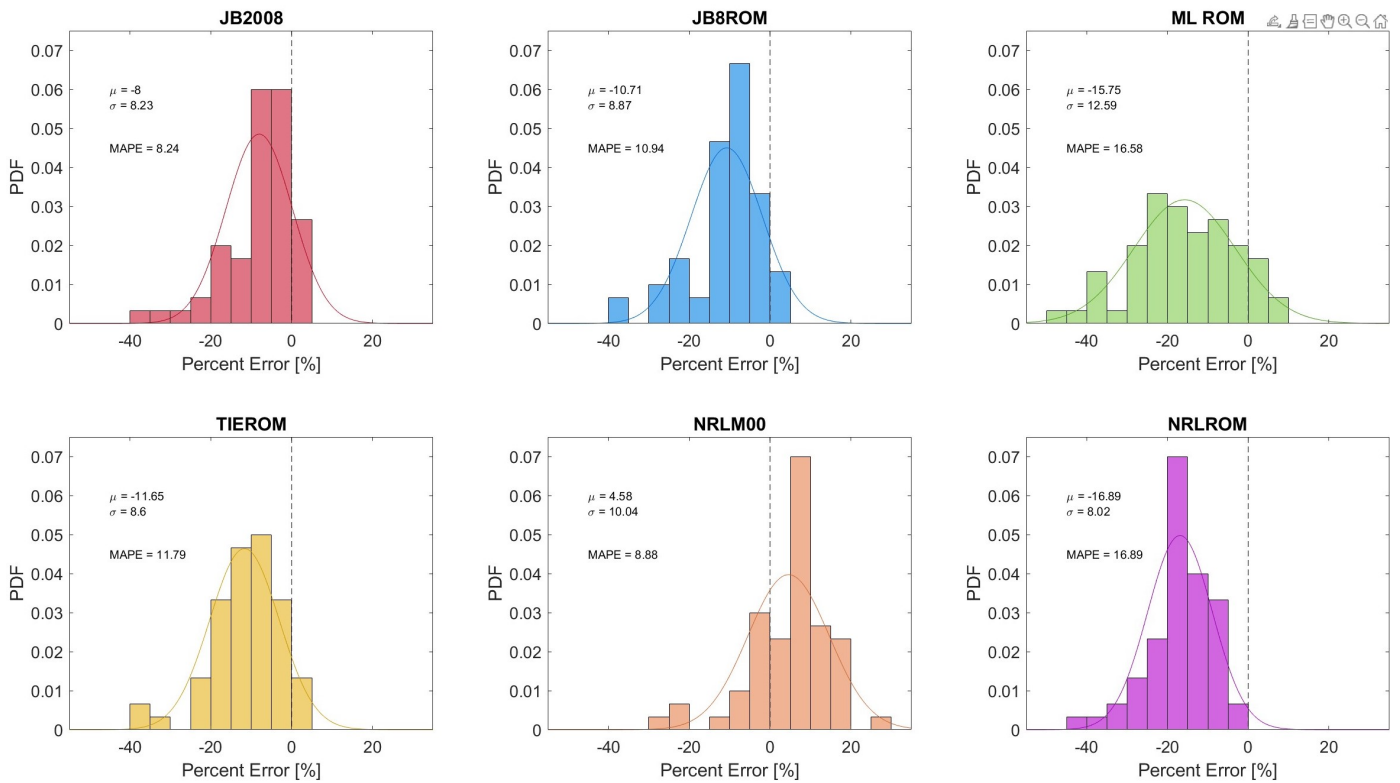 JB2008
0.07
0.06
0.05
0.04
0.03
0.02
0.01
0
PDF
μ = -8
σ = 8.23
MAPE = 8.24
-40 -20 0 20
Percent Error [%]
JB8ROM
0.07
0.06
0.05
0.04
0.03
0.02
0.01
0
PDF
μ = -10.71
σ = 8.87
MAPE = 10.94
-40 -20 0 20
Percent Error [%]
ML ROM
0.07
0.06
0.05
0.04
0.03
0.02
0.01
0
PDF
μ = -15.75
σ = 12.59
MAPE = 16.58
-40 -20 0 20
Percent Error [%]
TIEROM
0.07
0.06
0.05
0.04
0.03
0.02
0.01
0
PDF
μ = -11.65
σ = 8.6
MAPE = 11.79
-40 -20 0 20
Percent Error [%]
NRLM00
0.07
0.06
0.05
0.04
0.03
0.02
0.01
0
PDF
μ = 4.58
σ = 10.04
MAPE = 8.88
-40 -20 0 20
Percent Error [%]
NRLROM
0.07
0.06
0.05
0.04
0.03
0.02
0.01
0
PDF
μ = -16.89
σ = 8.02
MAPE = 16.89
-40 -20 0 20
Percent Error [%]